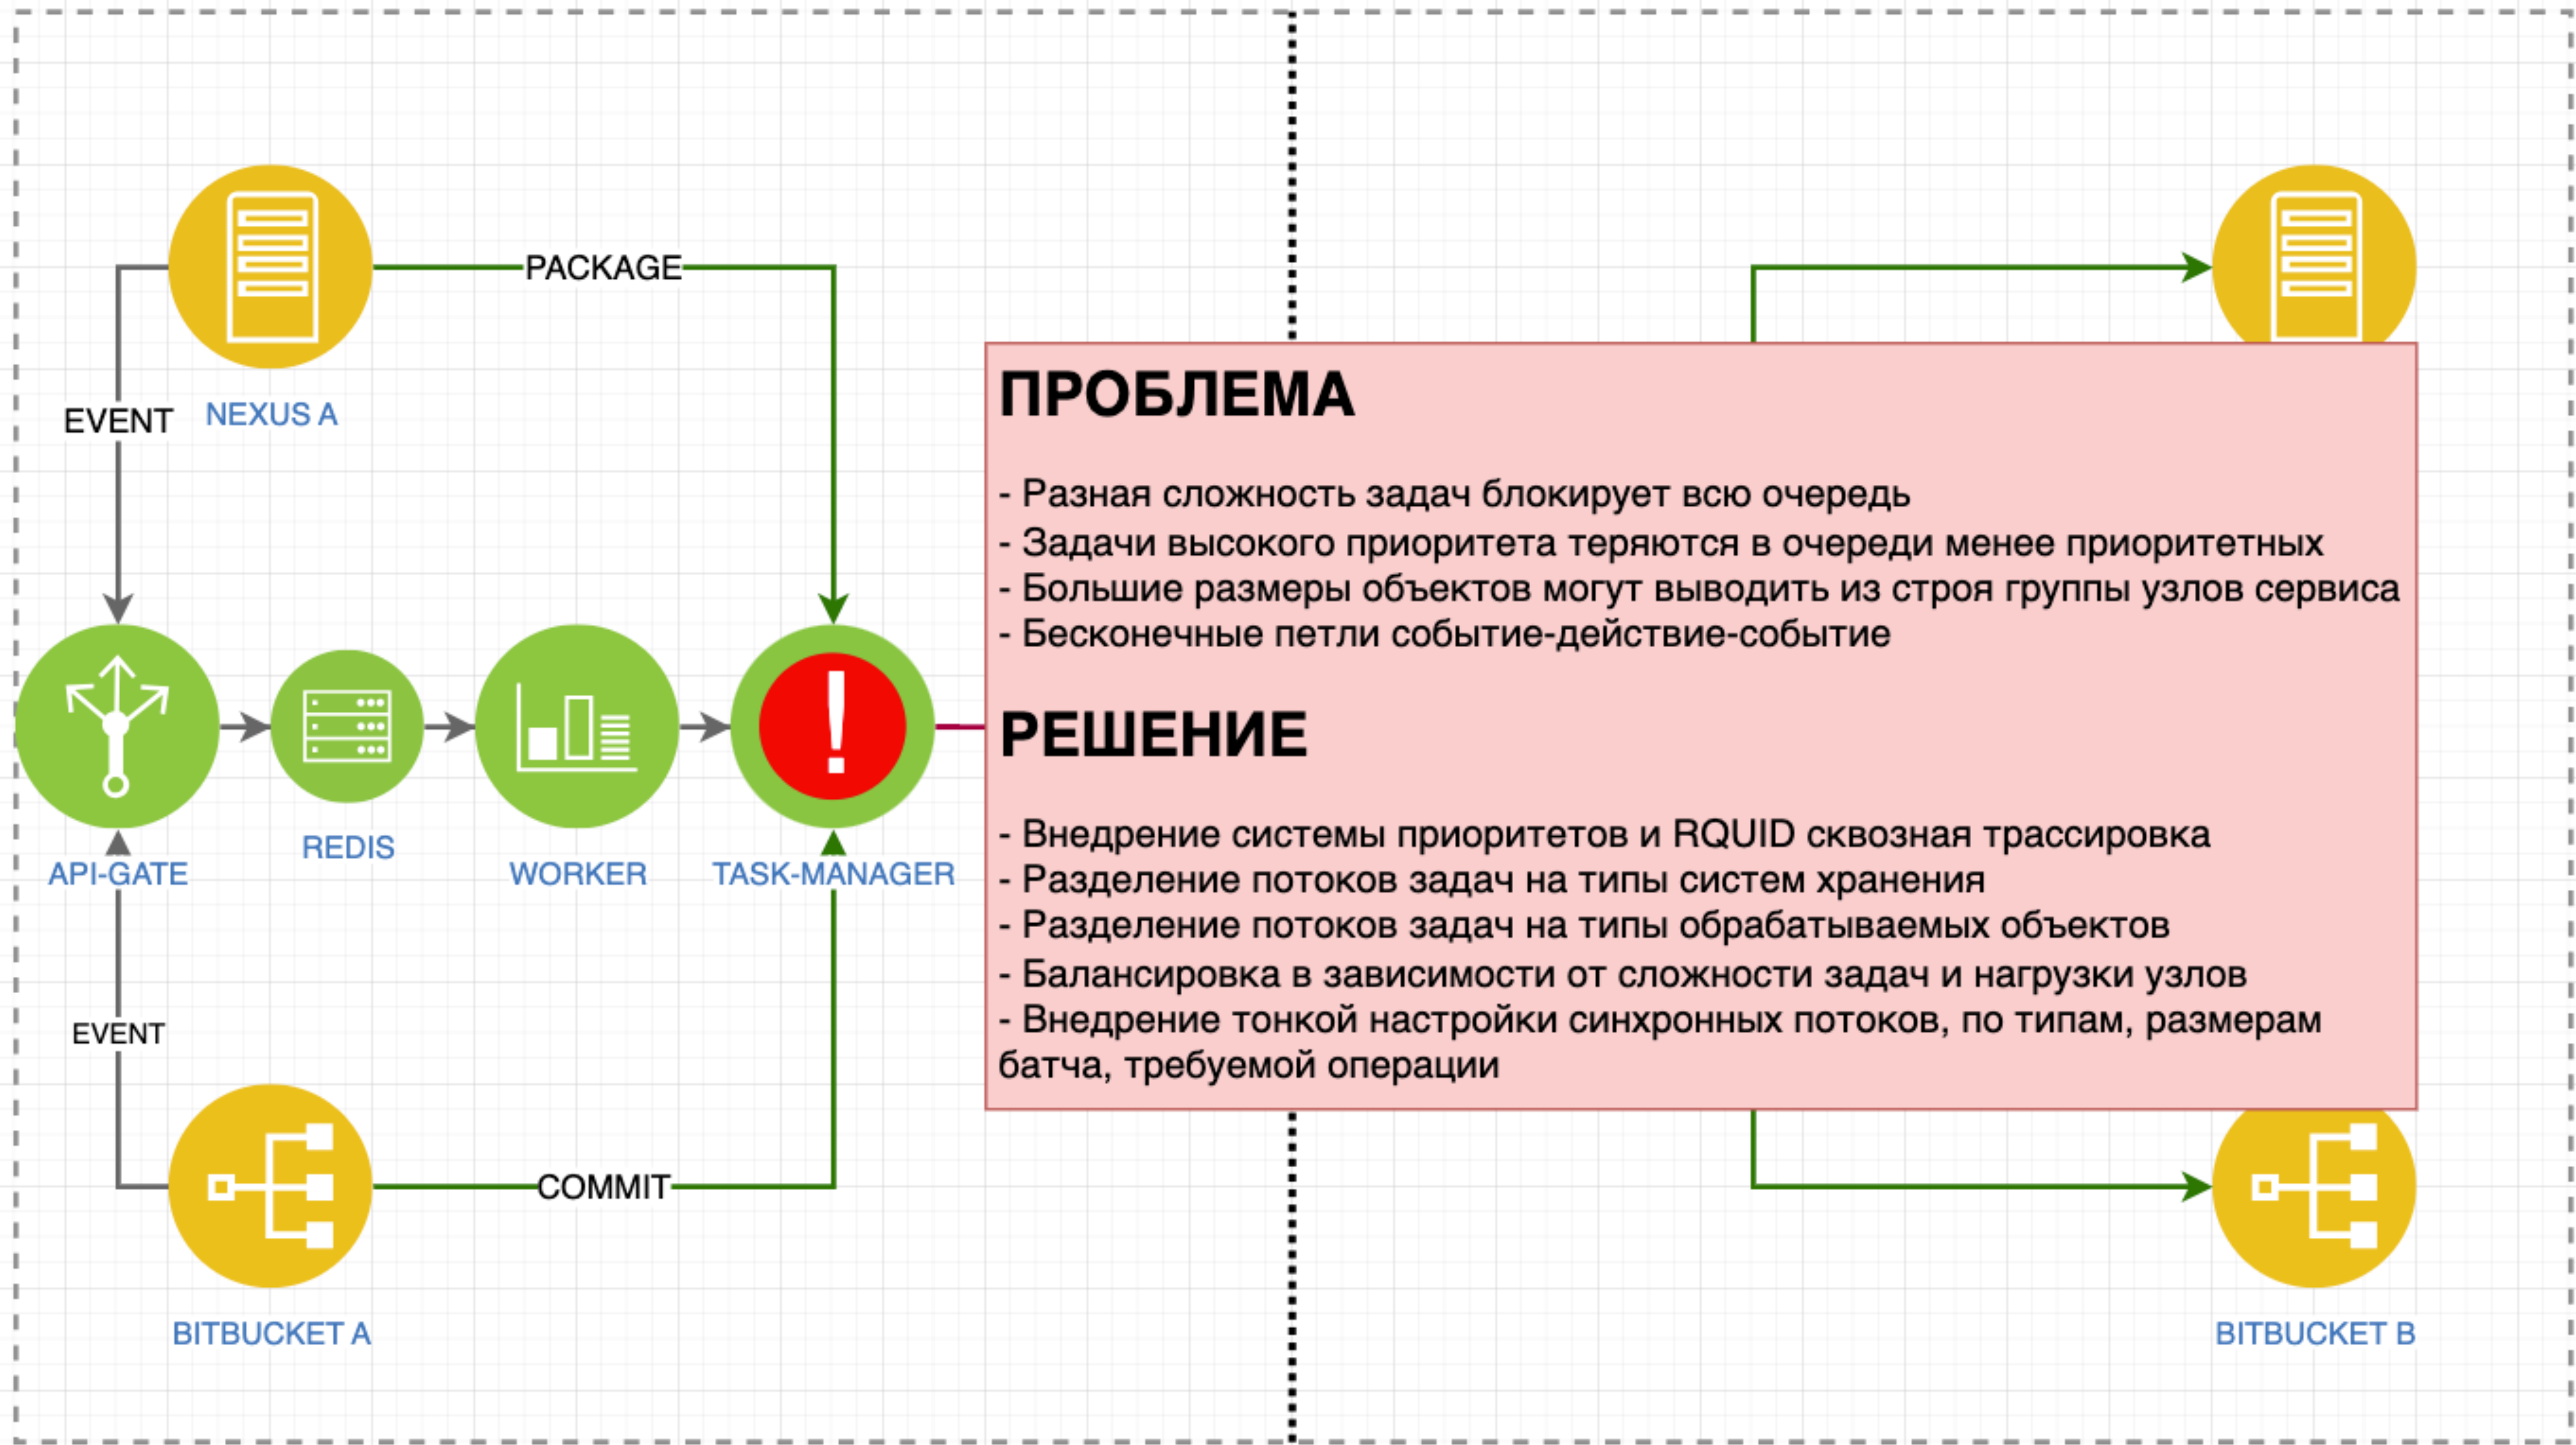 PACKAGE
EVENT
NEXUS A
ПРОБЛЕМА
- Разная сложность задач блокирует всю очередь
- Задачи высокого приоритета теряются в очереди менее приоритетных
- Большие размеры объектов могут выводить из строя группы узлов сервиса
- Бесконечные петли событие-действие-событие
РЕШЕНИЕ
- Внедрение системы приоритетов и RQUID сквозная трассировка
- Разделение потоков задач на типы систем хранения
- Разделение потоков задач на типы обрабатываемых объектов
- Балансировка в зависимости от сложности задач и нагрузки узлов
- Внедрение тонкой настройки синхронных потоков, по типам, размерам
батча, требуемой операции
!
API-GATE
REDIS
WORKER
TASK-MANAGER
EVENT
COMMIT
BITBUCKET A
BITBUCKET B